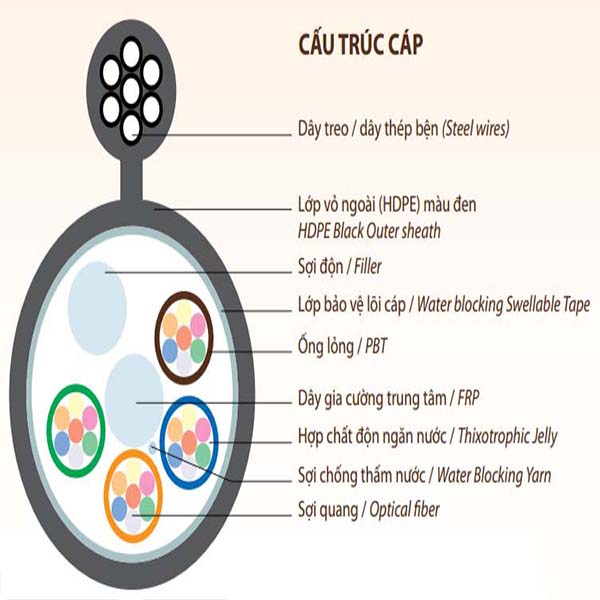 CẤU TRÚC CÁP
Dây treo / dây thép bện (Steel wires)
Lớp vỏ ngoài (HDPE) màu đen
HDPE Black Outer sheath
Sợi độn / Filler
Lớp bảo vệ lõi cáp / Water blocking Swellable Tape
Ống lỏng / PBT
Dây gia cường trung tâm / FRP
Hợp chất độn ngăn nước / Thixotrophic Jelly
Sợi chống thấm nước / Water Blocking Yarn
Sợi quang / Optical fiber